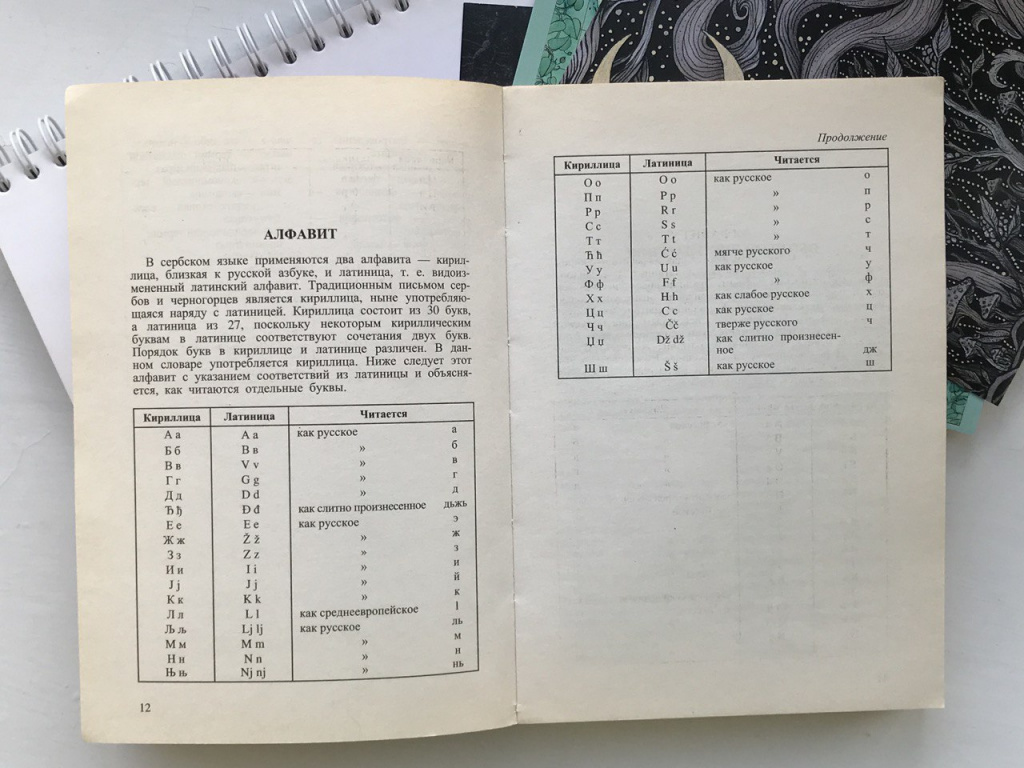 АЛФАВИТ
В сербском языке применяются два алфавита — кирил-
лица, близкая к русской азбуке, и латиница, т. е. видоиз-
мененный латинский алфавит. Традиционным письмом сер-
бов и черногорцев является кириллица, ныне употребляю-
щаяся наряду с латиницей. Кириллица состоит из 30 букв,
а латиница из 27, поскольку некоторым кириллическим
буквам в латинице соответствуют сочетания двух букв.
Порядок букв в кириллице и латинице различен. В дан-
ном словаре употребляется кириллица. Ниже следует этот
алфавит с указанием соответствий из латиницы и объясне-
ется, как читаются отдельные буквы.
Кириллица Латиница Читается
А а A a как русское а
Б б B в » б
В в V v » в
Г г G g » г
Д д D d » д
Ђ ђ Đ đ как слитно произнесенное дьжь
Е е E e как русское э
Ж ж Ž ž » ж
З з Z z » з
И и I i » и
Ј ј J j » й
К к K k » к
Л л L l как среднеевропейское l
Љ љ Lj lj как русское ль
М м M m » м
Н н N n » н
Њ њ Nj nj » нь
12
Продолжение
Кириллица Латиница Читается
О о O o как русское о
П п P p » п
Р р R r » р
С с S s » с
Т т T t » т
Ћ ћ Ć ć мягче русского ч
У у U u как русское у
Ф ф F f » ф
Х х H h как слабое русское х
Ц ц C c как русское ц
Ч ч Č č тверже русского ч
Џ џ Dž dž как слитно произнесен-
ное дж
Ш ш Š š как русское ш